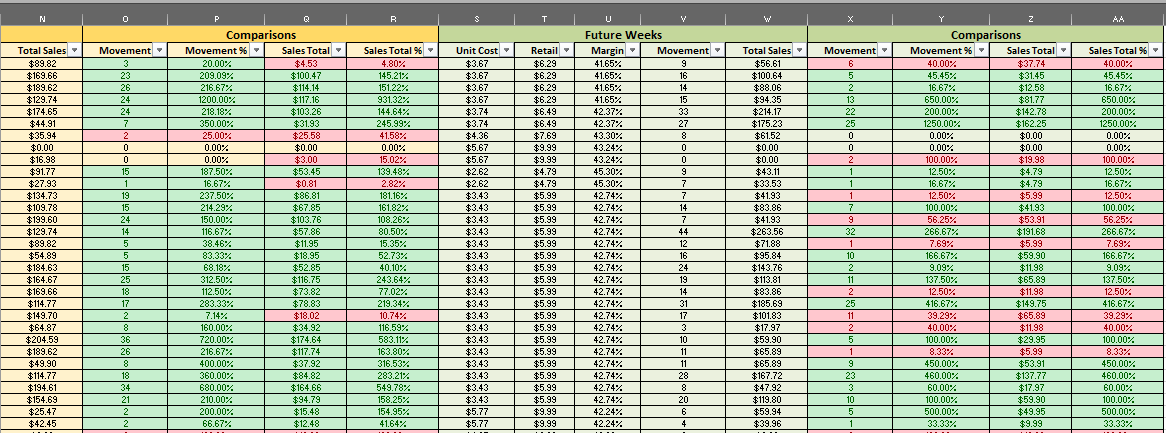 N O P Q R S T U V W X Y Z AA
Comparisons Future Weeks Comparisons
Total Sales Movement Movement % Sales Total Sales Total % Unit Cost Retail Margin Movement Total Sales Movement Movement % Sales Total Sales Total %
$89.82 3 20.00% $4.53 4.80% $3.67 $6.29 41.65% 9 $56.61 6 40.00% $37.74 40.00%
$169.66 23 209.09% $100.47 145.21% $3.67 $6.29 41.65% 16 $100.64 5 45.45% $31.45 45.45%
$189.62 26 216.67% $114.14 151.22% $3.67 $6.29 41.65% 14 $88.06 2 16.67% $12.58 16.67%
$129.74 24 1200.00% $117.16 931.32% $3.67 $6.29 41.65% 15 $94.35 13 650.00% $81.77 650.00%
$174.65 24 218.18% $103.26 144.64% $3.74 $6.49 42.37% 33 $214.17 22 200.00% $142.78 200.00%
$44.91 7 350.00% $31.93 245.99% $3.74 $6.49 42.37% 27 $175.23 25 1250.00% $162.25 1250.00%
$35.94 2 25.00% $25.58 41.58% $4.36 $7.69 43.30% 8 $61.52 0 0.00% $0.00 0.00%
$0.00 0 0.00% $0.00 0.00% $5.67 $9.99 43.24% 0 $0.00 0 0.00% $0.00 0.00%
$16.98 0 0.00% $3.00 15.02% $5.67 $9.99 43.24% 0 $0.00 2 100.00% $19.98 100.00%
$91.77 15 187.50% $53.45 139.48% $2.62 $4.79 45.30% 9 $43.11 1 12.50% $4.79 12.50%
$27.93 1 16.67% $0.81 2.82% $2.62 $4.79 45.30% 7 $33.53 1 16.67% $4.79 16.67%
$134.73 19 237.50% $86.81 181.16% $3.43 $5.99 42.74% 7 $41.93 1 12.50% $5.99 12.50%
$109.78 15 214.29% $67.85 161.82% $3.43 $5.99 42.74% 14 $83.86 7 100.00% $41.93 100.00%
$199.60 24 150.00% $103.76 108.26% $3.43 $5.99 42.74% 7 $41.93 9 56.25% $53.91 56.25%
$129.74 14 116.67% $57.86 80.50% $3.43 $5.99 42.74% 44 $263.56 32 266.67% $191.68 266.67%
$89.82 5 38.46% $11.95 15.35% $3.43 $5.99 42.74% 12 $71.88 1 7.69% $5.99 7.69%
$54.89 5 83.33% $18.95 52.73% $3.43 $5.99 42.74% 16 $95.84 10 166.67% $59.90 166.67%
$184.63 15 68.18% $52.85 40.10% $3.43 $5.99 42.74% 24 $143.76 2 9.09% $11.98 9.09%
$164.67 25 312.50% $116.75 243.64% $3.43 $5.99 42.74% 19 $113.81 11 137.50% $65.89 137.50%
$169.66 18 112.50% $73.82 77.02% $3.43 $5.99 42.74% 14 $83.86 2 12.50% $11.98 12.50%
$114.77 17 283.33% $78.83 219.34% $3.43 $5.99 42.74% 31 $185.69 25 416.67% $149.75 416.67%
$149.70 2 7.14% $18.02 10.74% $3.43 $5.99 42.74% 17 $101.83 11 39.29% $65.89 39.29%
$64.87 8 160.00% $34.92 116.59% $3.43 $5.99 42.74% 3 $17.97 2 40.00% $11.98 40.00%
$204.59 36 720.00% $174.64 583.11% $3.43 $5.99 42.74% 10 $59.90 5 100.00% $29.95 100.00%
$189.62 26 216.67% $117.74 163.80% $3.43 $5.99 42.74% 11 $65.89 1 8.33% $5.99 8.33%
$49.90 8 400.00% $37.92 316.53% $3.43 $5.99 42.74% 11 $65.89 9 450.00% $53.91 450.00%
$114.77 18 360.00% $84.82 283.21% $3.43 $5.99 42.74% 28 $167.72 23 460.00% $137.77 460.00%
$194.61 34 680.00% $164.66 549.78% $3.43 $5.99 42.74% 8 $47.92 3 60.00% $17.97 60.00%
$154.69 21 210.00% $94.79 158.25% $3.43 $5.99 42.74% 20 $119.80 10 100.00% $59.90 100.00%
$25.47 2 200.00% $15.48 154.95% $5.77 $9.99 42.24% 6 $59.94 5 500.00% $49.95 500.00%
$42.45 2 66.67% $12.48 41.64% $5.77 $9.99 42.24% 4 $39.96 1 33.33% $9.99 33.33%